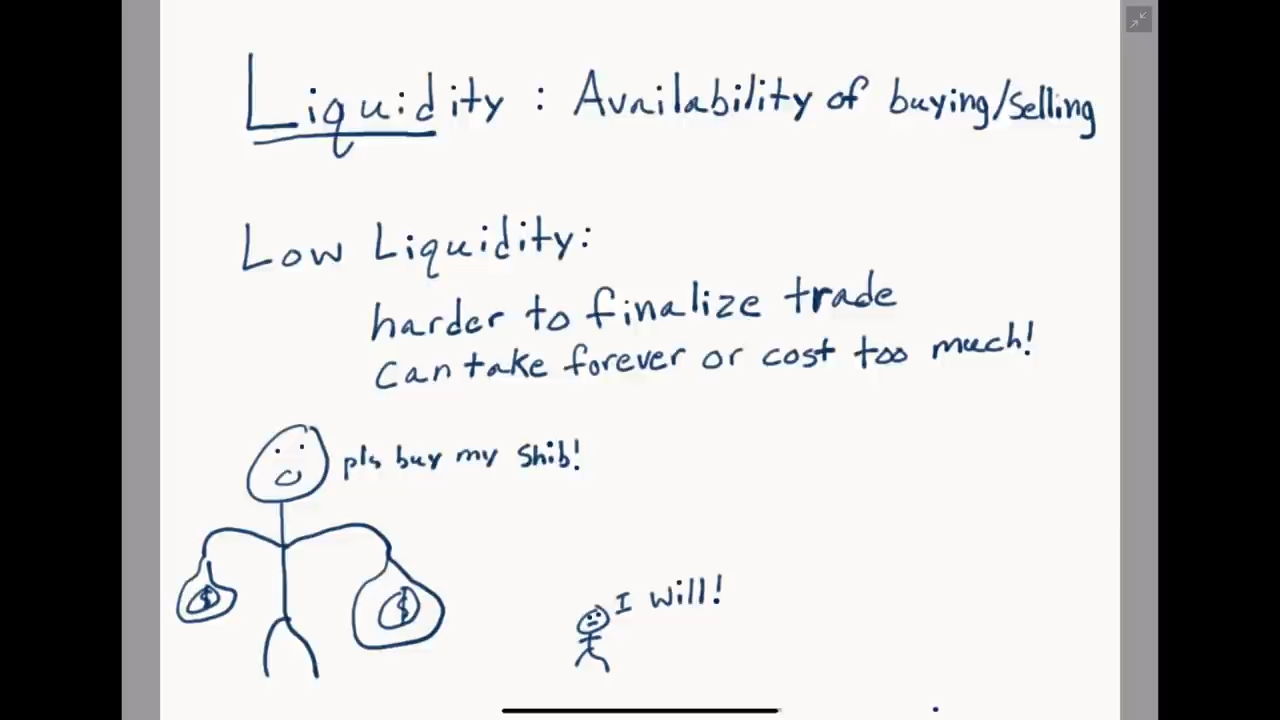 Liquidity : Availability of buying/selling
Low Liquidity:
harder to finalize trade
can take forever or cost too much!
pls buy my shib!
$ $
I will!